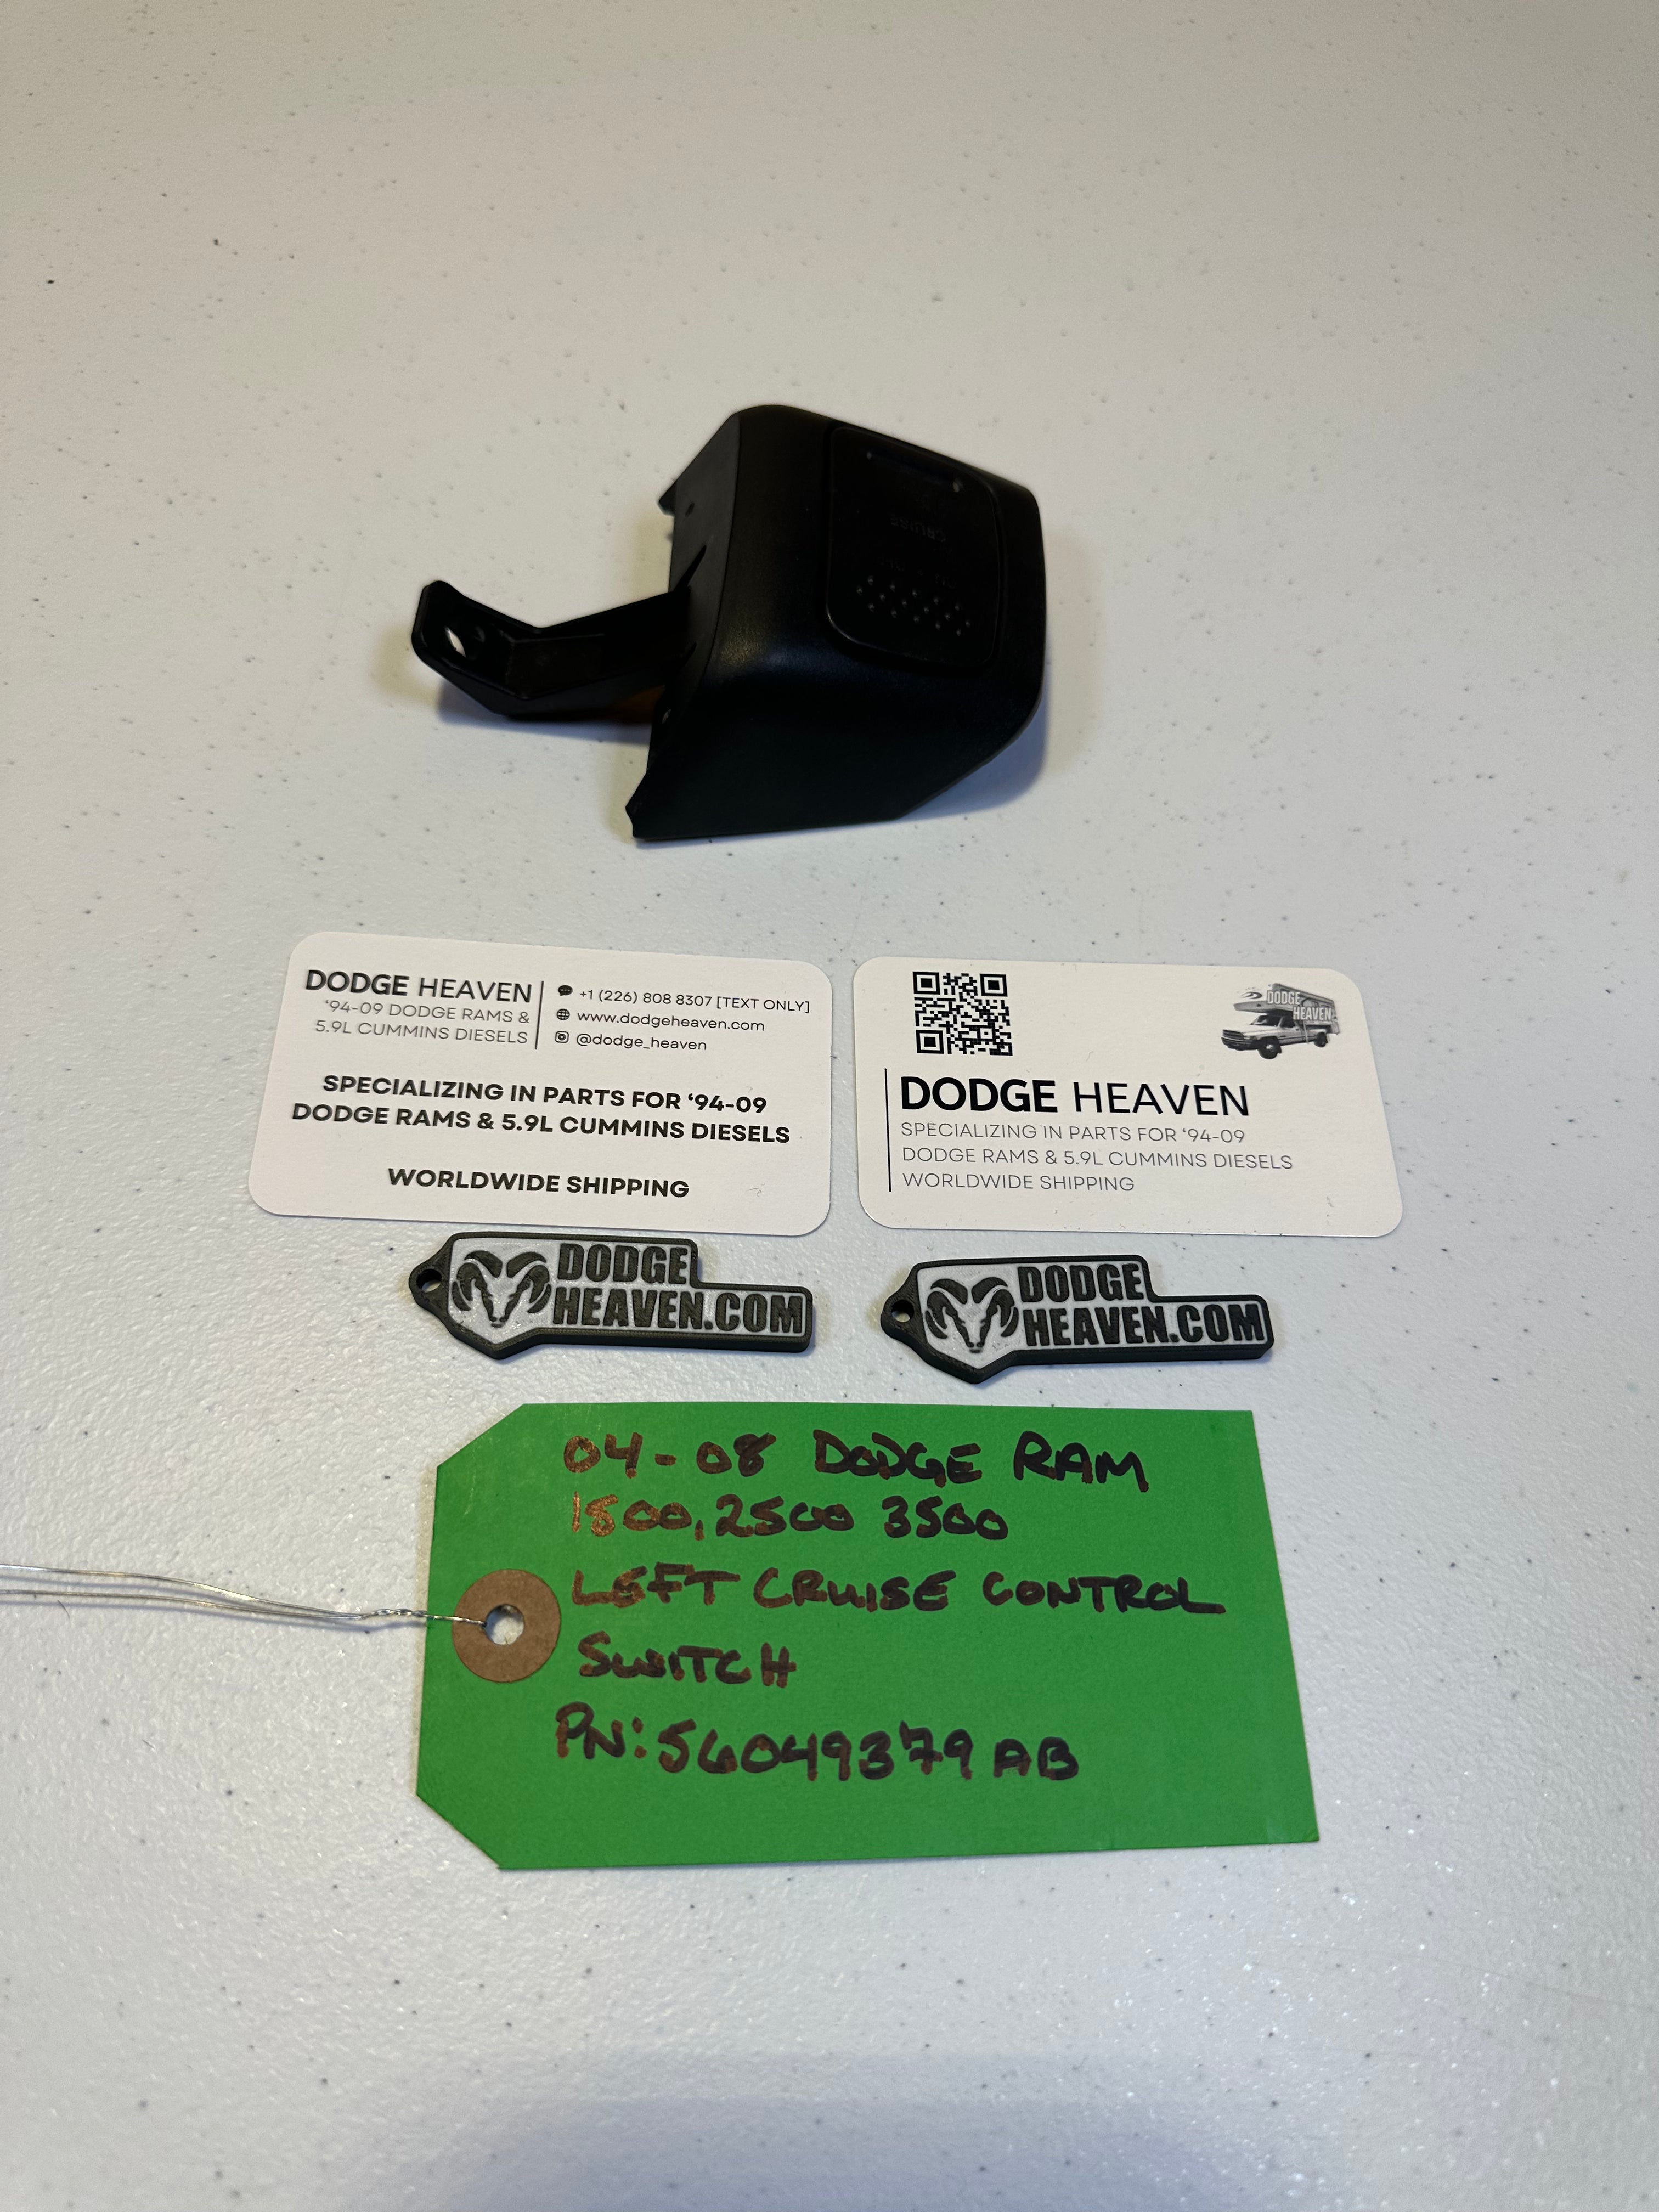 CRUISE
DODGE HEAVEN
'94-09 DODGE RAMS &
5.9L CUMMINS DIESELS
+1 (226) 808 8307 [TEXT ONLY]
www.dodgeheaven.com
@dodge_heaven
SPECIALIZING IN PARTS FOR '94-09
DODGE RAMS & 5.9L CUMMINS DIESELS
WORLDWIDE SHIPPING
DODGE
HEAVEN
DODGE HEAVEN
SPECIALIZING IN PARTS FOR '94-09
DODGE RAMS & 5.9L CUMMINS DIESELS
WORLDWIDE SHIPPING
DODGE
HEAVEN.COM
DODGE
HEAVEN.COM
04-08 DODGE RAM
1500, 2500 3500
LEFT CRUISE CONTROL
SWITCH
PN: 56049379AB